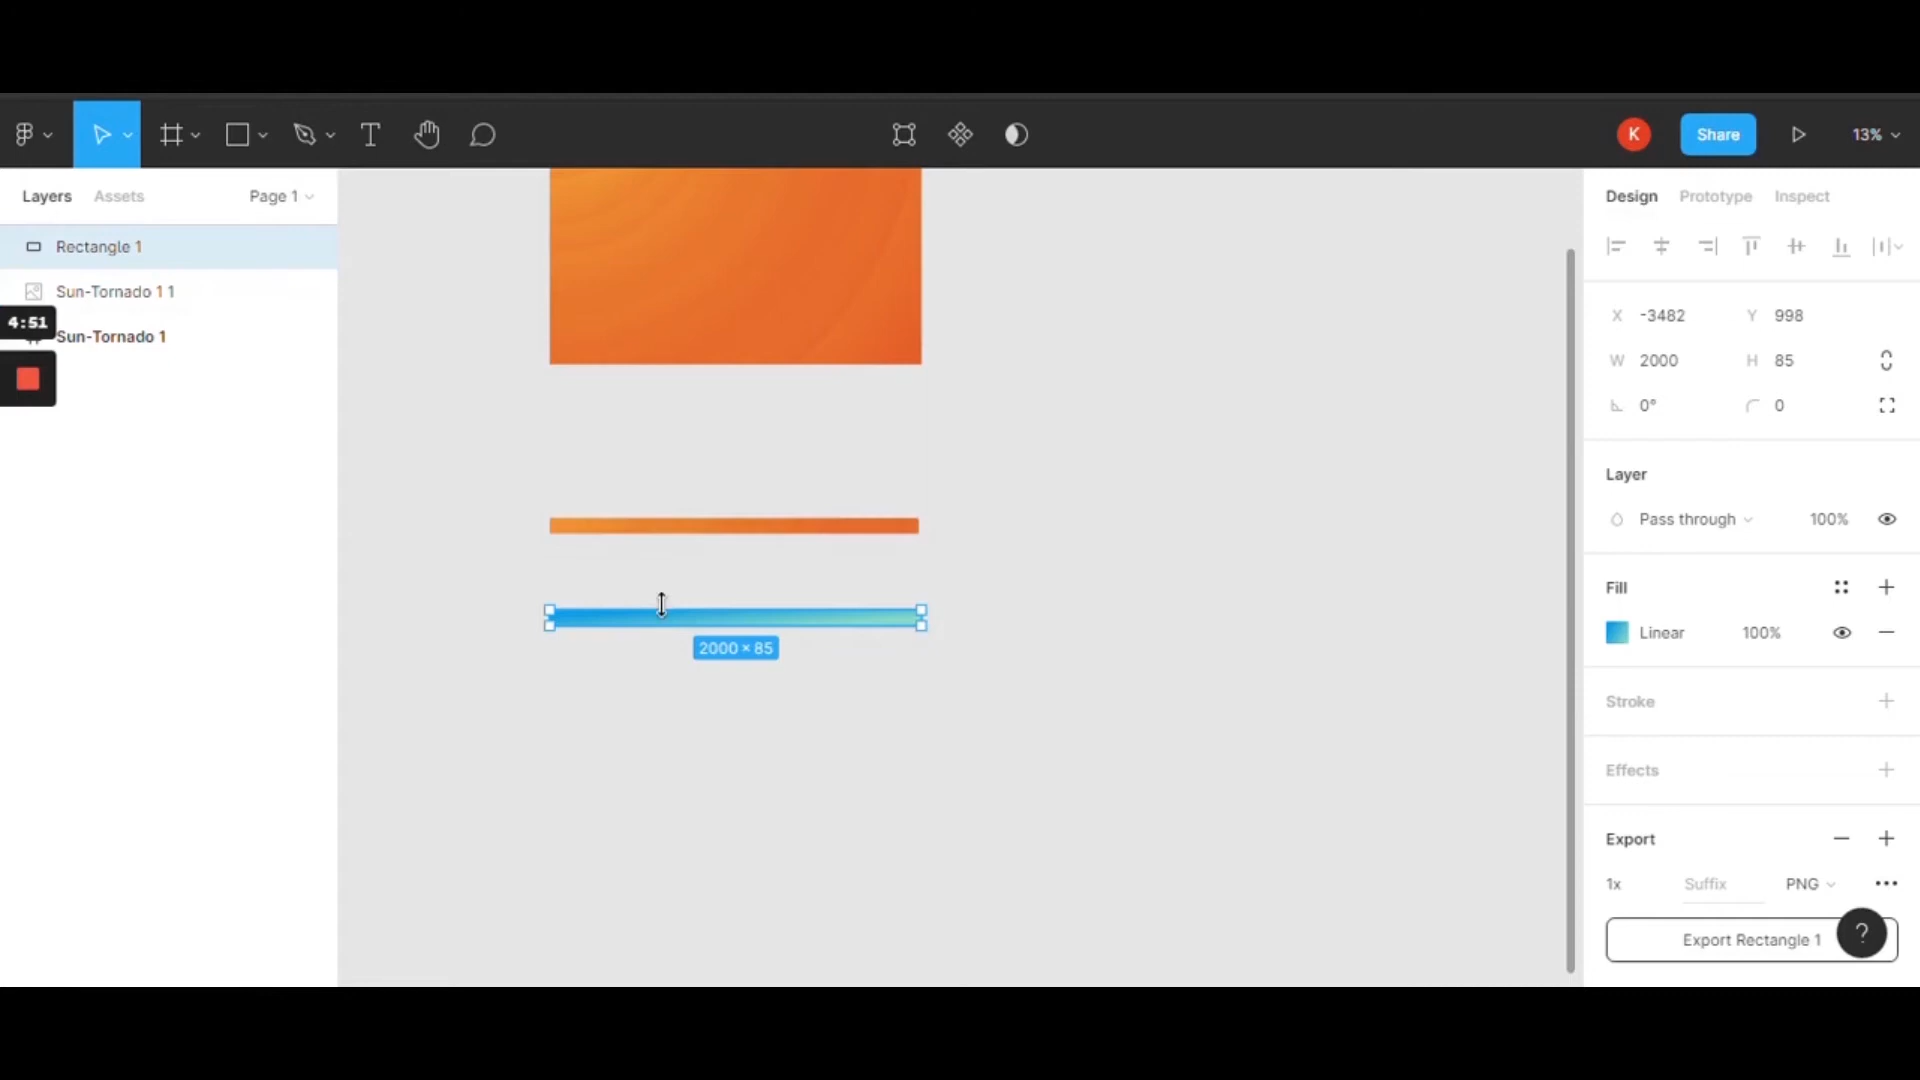 K
Share
13%
Layers
Assets
Page 1
Design
Prototype
Inspect
Rectangle 1
Sun-Tornado 1 1
4:51
Sun-Tornado 1
X
-3482
Y
998
W
2000
H
85
0°
0
Layer
Pass through
100%
Fill
Linear
100%
2000 × 85
Stroke
Effects
Export
1x
Suffix
PNG
Export Rectangle 1
?